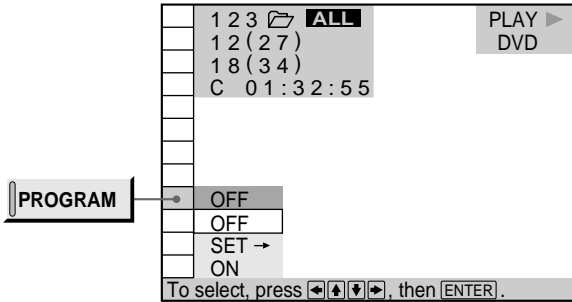 1 2 3 ALL
1 2 ( 2 7 )
1 8 ( 3 4 )
C 0 1 : 3 2 : 5 5
PLAY
DVD
PROGRAM
OFF
OFF
SET →
ON
To select, press ←↑↓→, then ENTER.